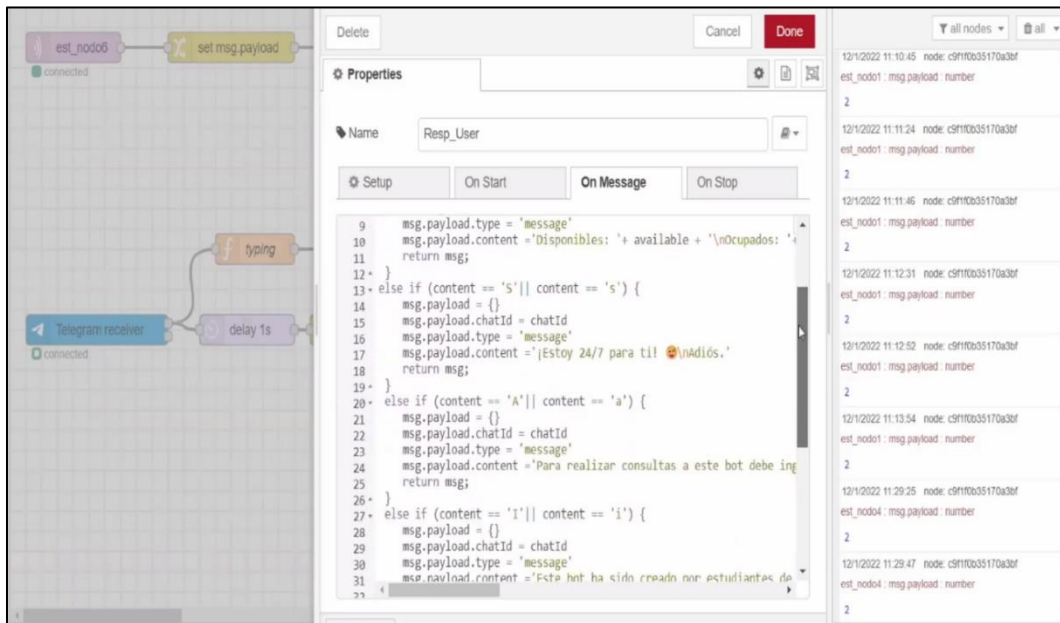 est_nodo6
set msg.payload
connected
typing
Telegram receiver
delay 1s
connected
Delete
Cancel
Done
Properties
Name
Resp_User
Setup
On Start
On Message
On Stop
9 msg.payload.type = 'message'
10 msg.payload.content ='Disponibles: '+ available + '\nOcupados: '+
11 return msg;
12 }
13 else if (content == 'S'|| content == 's') {
14 msg.payload = {}
15 msg.payload.chatId = chatId
16 msg.payload.type = 'message'
17 msg.payload.content ='¡Estoy 24/7 para ti! 🥰\nAdiós.'
18 return msg;
19 }
20 else if (content == 'A'|| content == 'a') {
21 msg.payload = {}
22 msg.payload.chatId = chatId
23 msg.payload.type = 'message'
24 msg.payload.content ='Para realizar consultas a este bot debe ing
25 return msg;
26 }
27 else if (content == 'I'|| content == 'i') {
28 msg.payload = {}
29 msg.payload.chatId = chatId
30 msg.payload.type = 'message'
31 msg.payload.content ='Este bot ha sido creado por estudiantes de
32
all nodes
all
12/1/2022 11:10:45 node: c9f1f0b35170a3bf
est_nodo1 : msg.payload : number
2
12/1/2022 11:11:24 node: c9f1f0b35170a3bf
est_nodo1 : msg.payload : number
2
12/1/2022 11:11:46 node: c9f1f0b35170a3bf
est_nodo1 : msg.payload : number
2
12/1/2022 11:12:31 node: c9f1f0b35170a3bf
est_nodo1 : msg.payload : number
2
12/1/2022 11:12:52 node: c9f1f0b35170a3bf
est_nodo1 : msg.payload : number
2
12/1/2022 11:13:54 node: c9f1f0b35170a3bf
est_nodo1 : msg.payload : number
2
12/1/2022 11:29:25 node: c9f1f0b35170a3bf
est_nodo4 : msg.payload : number
2
12/1/2022 11:29:47 node: c9f1f0b35170a3bf
est_nodo4 : msg.payload : number
2